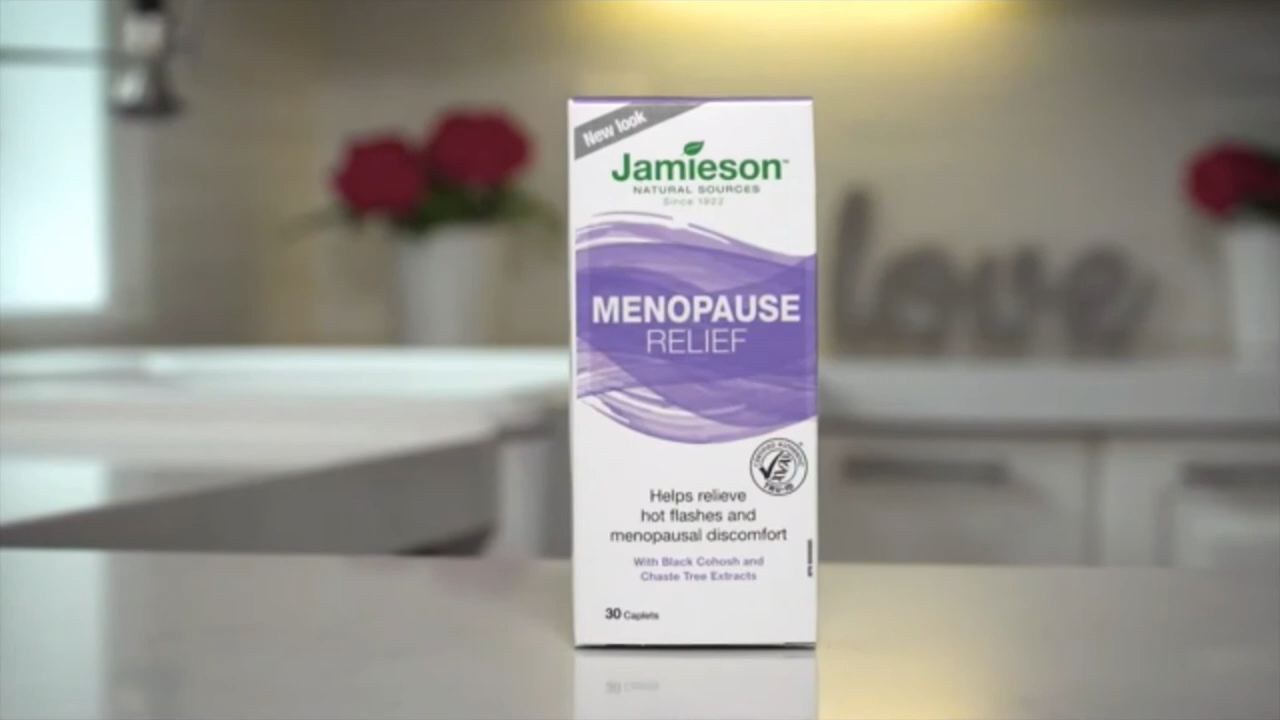 New look
Jamieson™
NATURAL SOURCES
Since 1922
MENOPAUSE
RELIEF
love
Helps relieve
hot flashes and
menopausal discomfort
With Black Cohosh and
Chaste Tree Extracts
30 Caplets